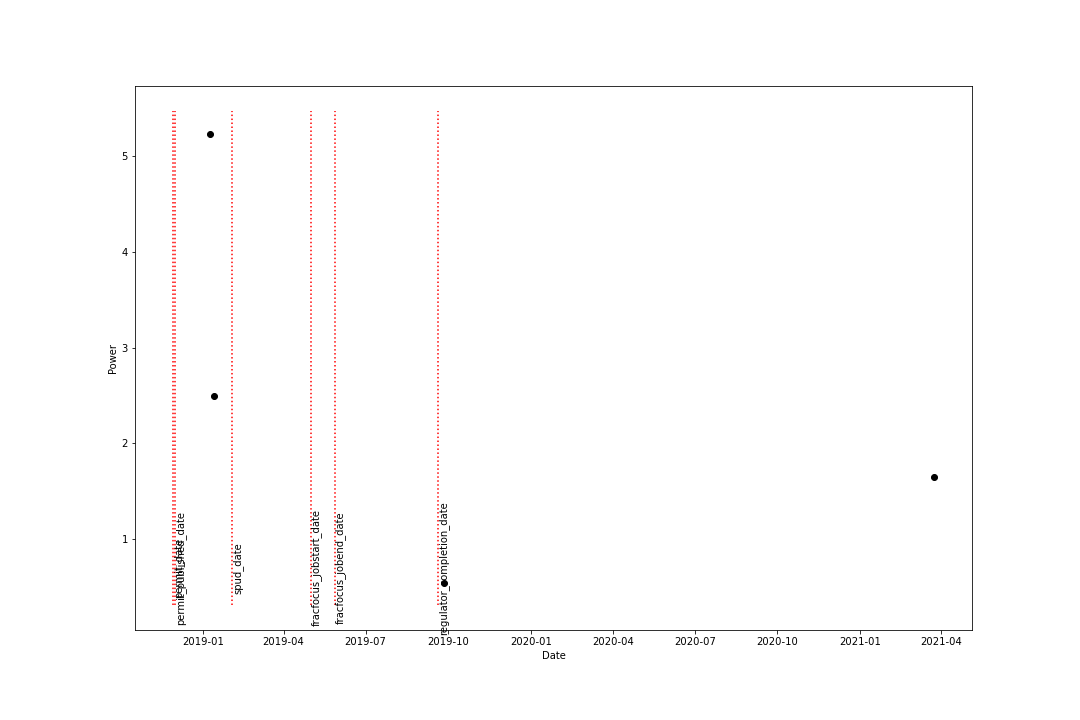 5
4
3
2
1
Power
permit_date
permit_published_date
spud_date
fracfocus_jobstart_date
fracfocus_jobend_date
regulator_completion_date
2019-01
2019-04
2019-07
2019-10
2020-01
2020-04
2020-07
2020-10
2021-01
2021-04
Date